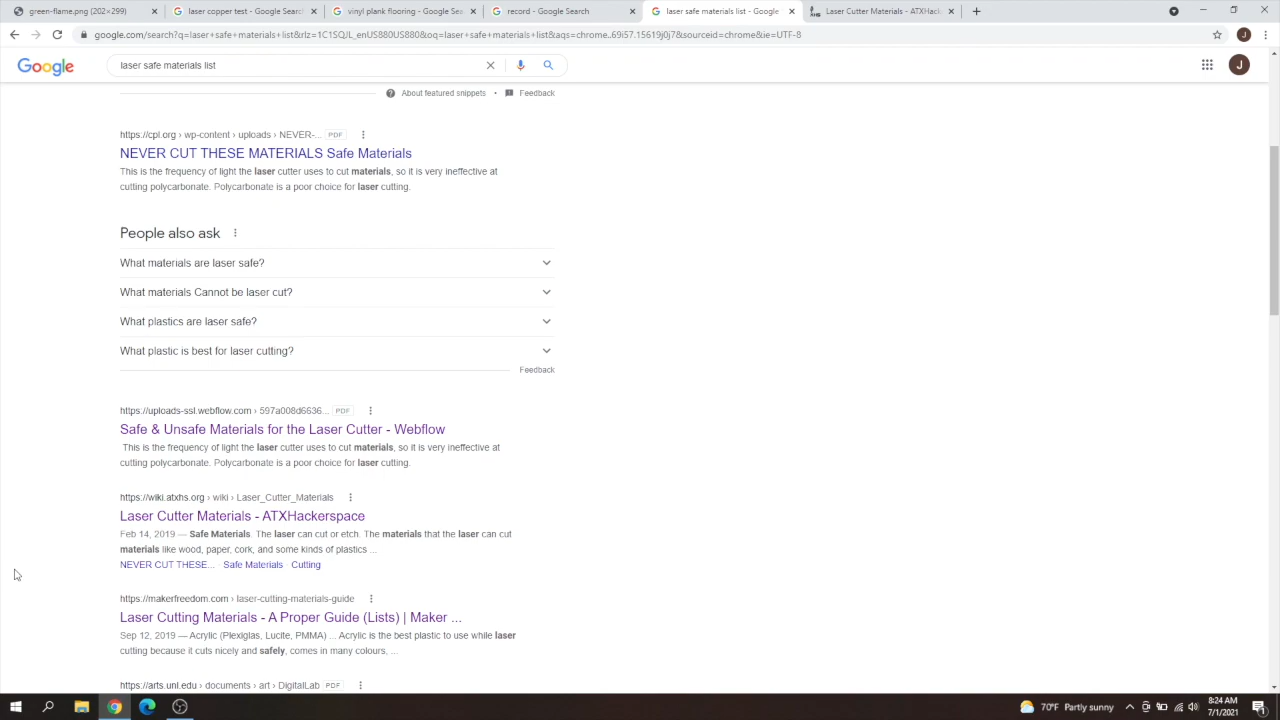 green-flame.png (202×299)
laser copper test - Google Searc
vinyl plank flooring - Google Sea
record - Google Search
laser safe materials list - Google
Laser Cutter Materials - ATXHack
google.com/search?q=laser+safe+materials+list&rlz=1C1SQJL_enUS880US880&oq=laser+safe+materials+list&aqs=chrome..69i57.15619j0j7&sourceid=chrome&ie=UTF-8
J
Google
laser safe materials list
J
About featured snippets • Feedback
https://cpl.org › wp-content › uploads › NEVER-... PDF
NEVER CUT THESE MATERIALS Safe Materials
This is the frequency of light the laser cutter uses to cut materials, so it is very ineffective at
cutting polycarbonate. Polycarbonate is a poor choice for laser cutting.
People also ask
What materials are laser safe?
What materials Cannot be laser cut?
What plastics are laser safe?
What plastic is best for laser cutting?
Feedback
https://uploads-ssl.webflow.com › 597a008d6636... PDF
Safe & Unsafe Materials for the Laser Cutter - Webflow
This is the frequency of light the laser cutter uses to cut materials, so it is very ineffective at
cutting polycarbonate. Polycarbonate is a poor choice for laser cutting.
https://wiki.atxhs.org › wiki › Laser_Cutter_Materials
Laser Cutter Materials - ATXHackerspace
Feb 14, 2019 — Safe Materials. The laser can cut or etch. The materials that the laser can cut
materials like wood, paper, cork, and some kinds of plastics ...
NEVER CUT THESE... · Safe Materials · Cutting
https://makerfreedom.com › laser-cutting-materials-guide
Laser Cutting Materials - A Proper Guide (Lists) | Maker ...
Sep 12, 2019 — Acrylic (Plexiglas, Lucite, PMMA) ... Acrylic is the best plastic to use while laser
cutting because it cuts nicely and safely, comes in many colours, ...
https://arts.unl.edu › documents › art › DigitalLab PDF
70°F Partly sunny
8:24 AM
7/1/2021
1